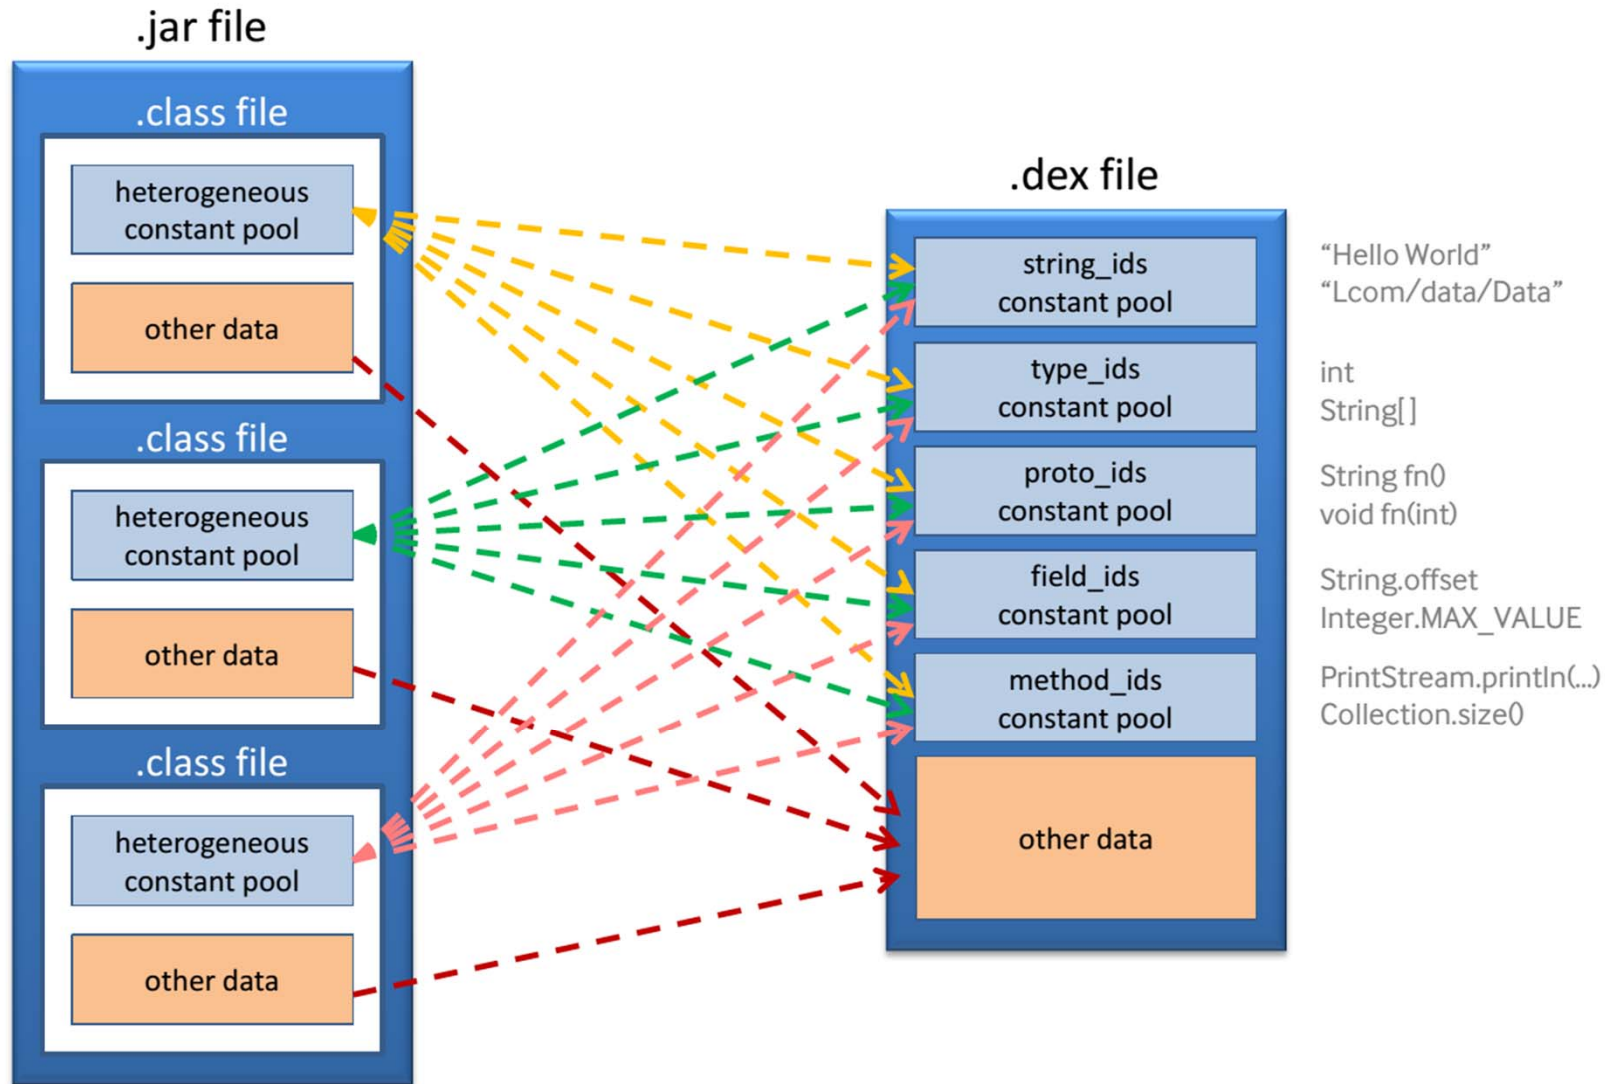 .jar file
.class file
heterogeneous
constant pool
other data
.class file
heterogeneous
constant pool
other data
.class file
heterogeneous
constant pool
other data
.dex file
string_ids
constant pool
type_ids
constant pool
proto_ids
constant pool
field_ids
constant pool
method_ids
constant pool
other data
“Hello World”
“Lcom/data/Data”
int
String[ ]
String fn()
void fn(int)
String.offset
Integer.MAX_VALUE
PrintStream.println(...)
Collection.size()